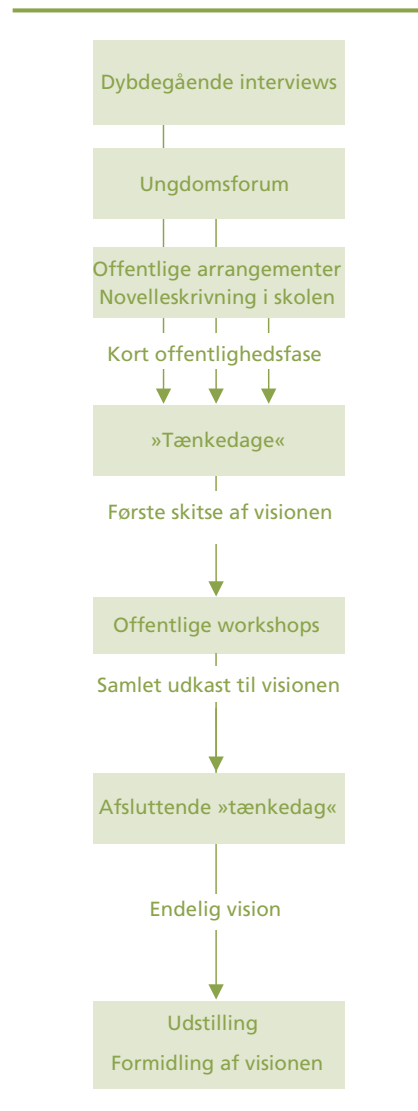 Dybdegående interviews
Ungdomsforum
Offentlige arrangementer
Novelleskrivning i skolen
Kort offentlighedsfase
»Tænkedage«
Første skitse af visionen
Offentlige workshops
Samlet udkast til visionen
Afsluttende »tænkedag«
Endelig vision
Udstilling
Formidling af visionen